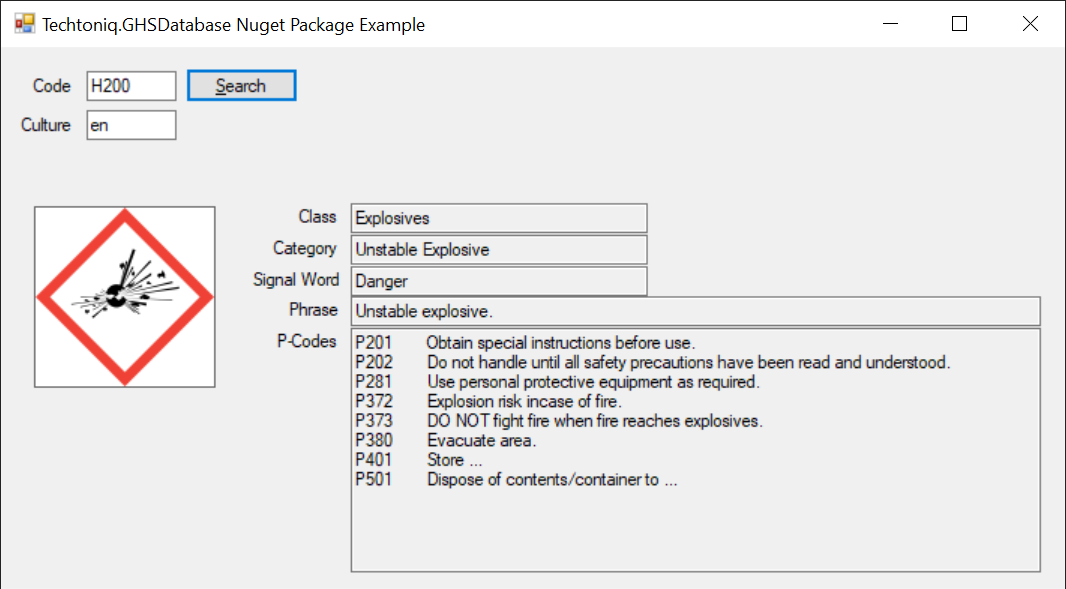 Techtoniq.GHSDatabase Nuget Package Example
Code H200 Search
Culture en
Class Explosives
Category Unstable Explosive
Signal Word Danger
Phrase Unstable explosive.
P-Codes P201 Obtain special instructions before use.
P202 Do not handle until all safety precautions have been read and understood.
P281 Use personal protective equipment as required.
P372 Explosion risk incase of fire.
P373 DO NOT fight fire when fire reaches explosives.
P380 Evacuate area.
P401 Store ...
P501 Dispose of contents/container to ...